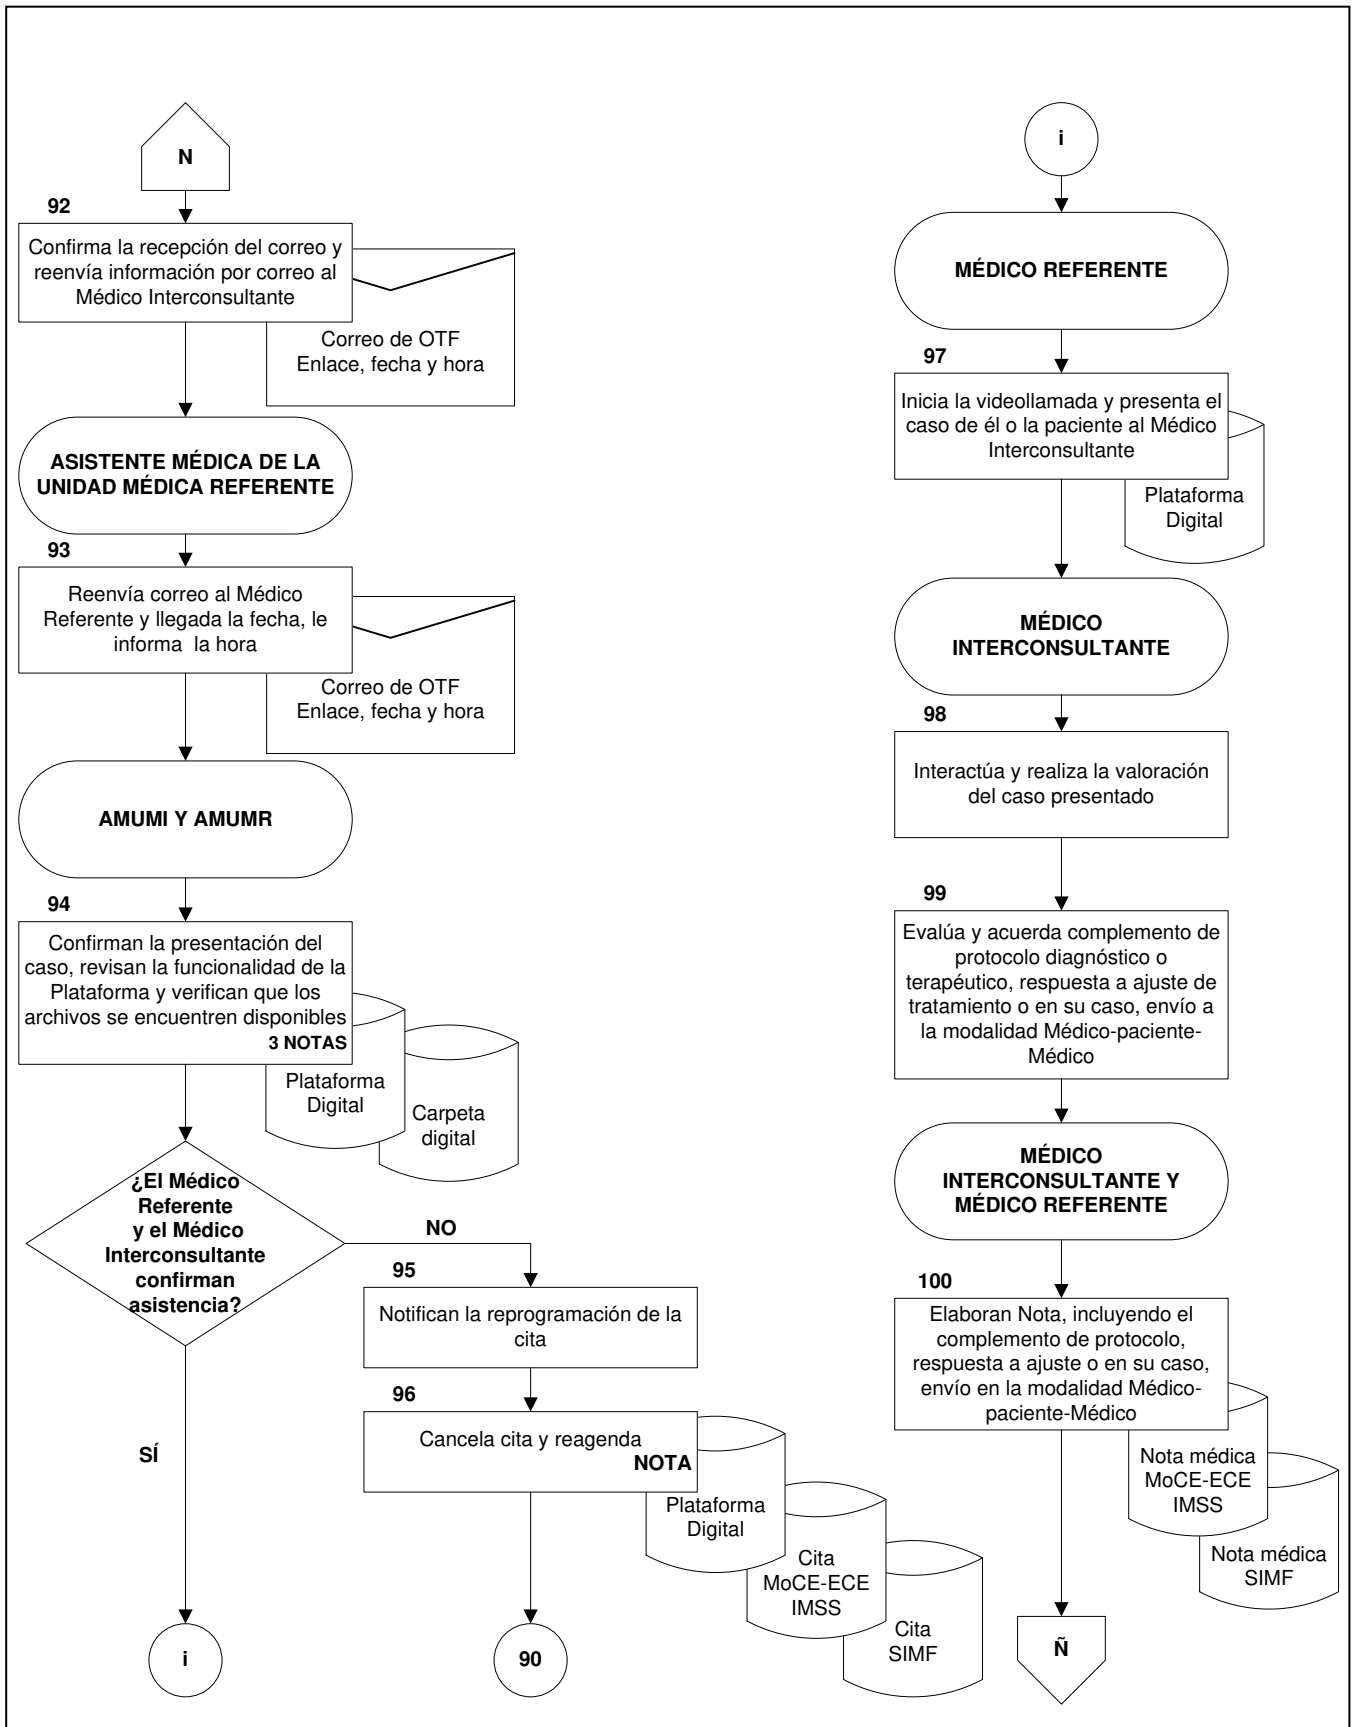 N
92
Confirma la recepción del correo y
reenvía información por correo al
Médico Interconsultante
Correo de OTF
Enlace, fecha y hora
ASISTENTE MÉDICA DE LA
UNIDAD MÉDICA REFERENTE
93
Reenvía correo al Médico
Referente y llegada la fecha, le
informa la hora
Correo de OTF
Enlace, fecha y hora
AMUMI Y AMUMR
94
Confirman la presentación del
caso, revisan la funcionalidad de la
Plataforma y verifican que los
archivos se encuentren disponibles
3 NOTAS
Plataforma
Digital
Carpeta
digital
¿El Médico
Referente
y el Médico
Interconsultante
confirman
asistencia?
NO
95
Notifican la reprogramación de la
cita
96
Cancela cita y reagenda
NOTA
Plataforma
Digital
Cita
MoCE-ECE
IMSS
Cita
SIMF
SÍ
i
90
i
MÉDICO REFERENTE
97
Inicia la videollamada y presenta el
caso de él o la paciente al Médico
Interconsultante
Plataforma
Digital
MÉDICO
INTERCONSULTANTE
98
Interactúa y realiza la valoración
del caso presentado
99
Evalúa y acuerda complemento de
protocolo diagnóstico o
terapéutico, respuesta a ajuste de
tratamiento o en su caso, envío a
la modalidad Médico-paciente-
Médico
MÉDICO
INTERCONSULTANTE Y
MÉDICO REFERENTE
100
Elaboran Nota, incluyendo el
complemento de protocolo,
respuesta a ajuste o en su caso,
envío en la modalidad Médico-
paciente-Médico
Nota médica
MoCE-ECE
IMSS
Nota médica
SIMF
Ñ